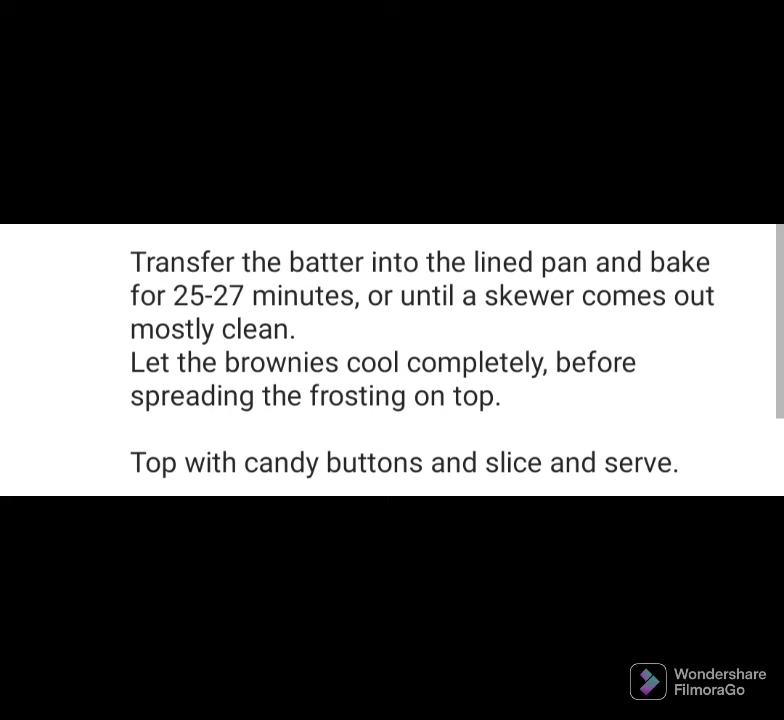 Transfer the batter into the lined pan and bake
for 25-27 minutes, or until a skewer comes out
mostly clean.
Let the brownies cool completely, before
spreading the frosting on top.
Top with candy buttons and slice and serve.
Wondershare
FilmoraGo